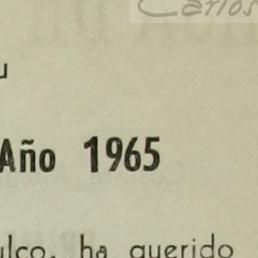 Carlos
u
Año 1965
ulco, ha querido